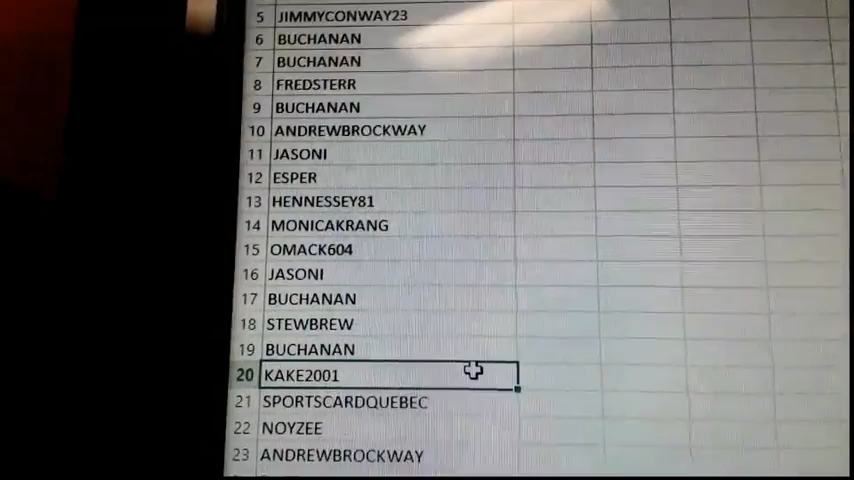 5 JIMMYCONWAY23
6 BUCHANAN
7 BUCHANAN
8 FREDSTERR
9 BUCHANAN
10 ANDREWBROCKWAY
11 JASONI
12 ESPER
13 HENNESSEY81
14 MONICAKRANG
15 OMACK604
16 JASONI
17 BUCHANAN
18 STEWBREW
19 BUCHANAN
20 KAKE2001
21 SPORTSCARDQUEBEC
22 NOYZEE
23 ANDREWBROCKWAY